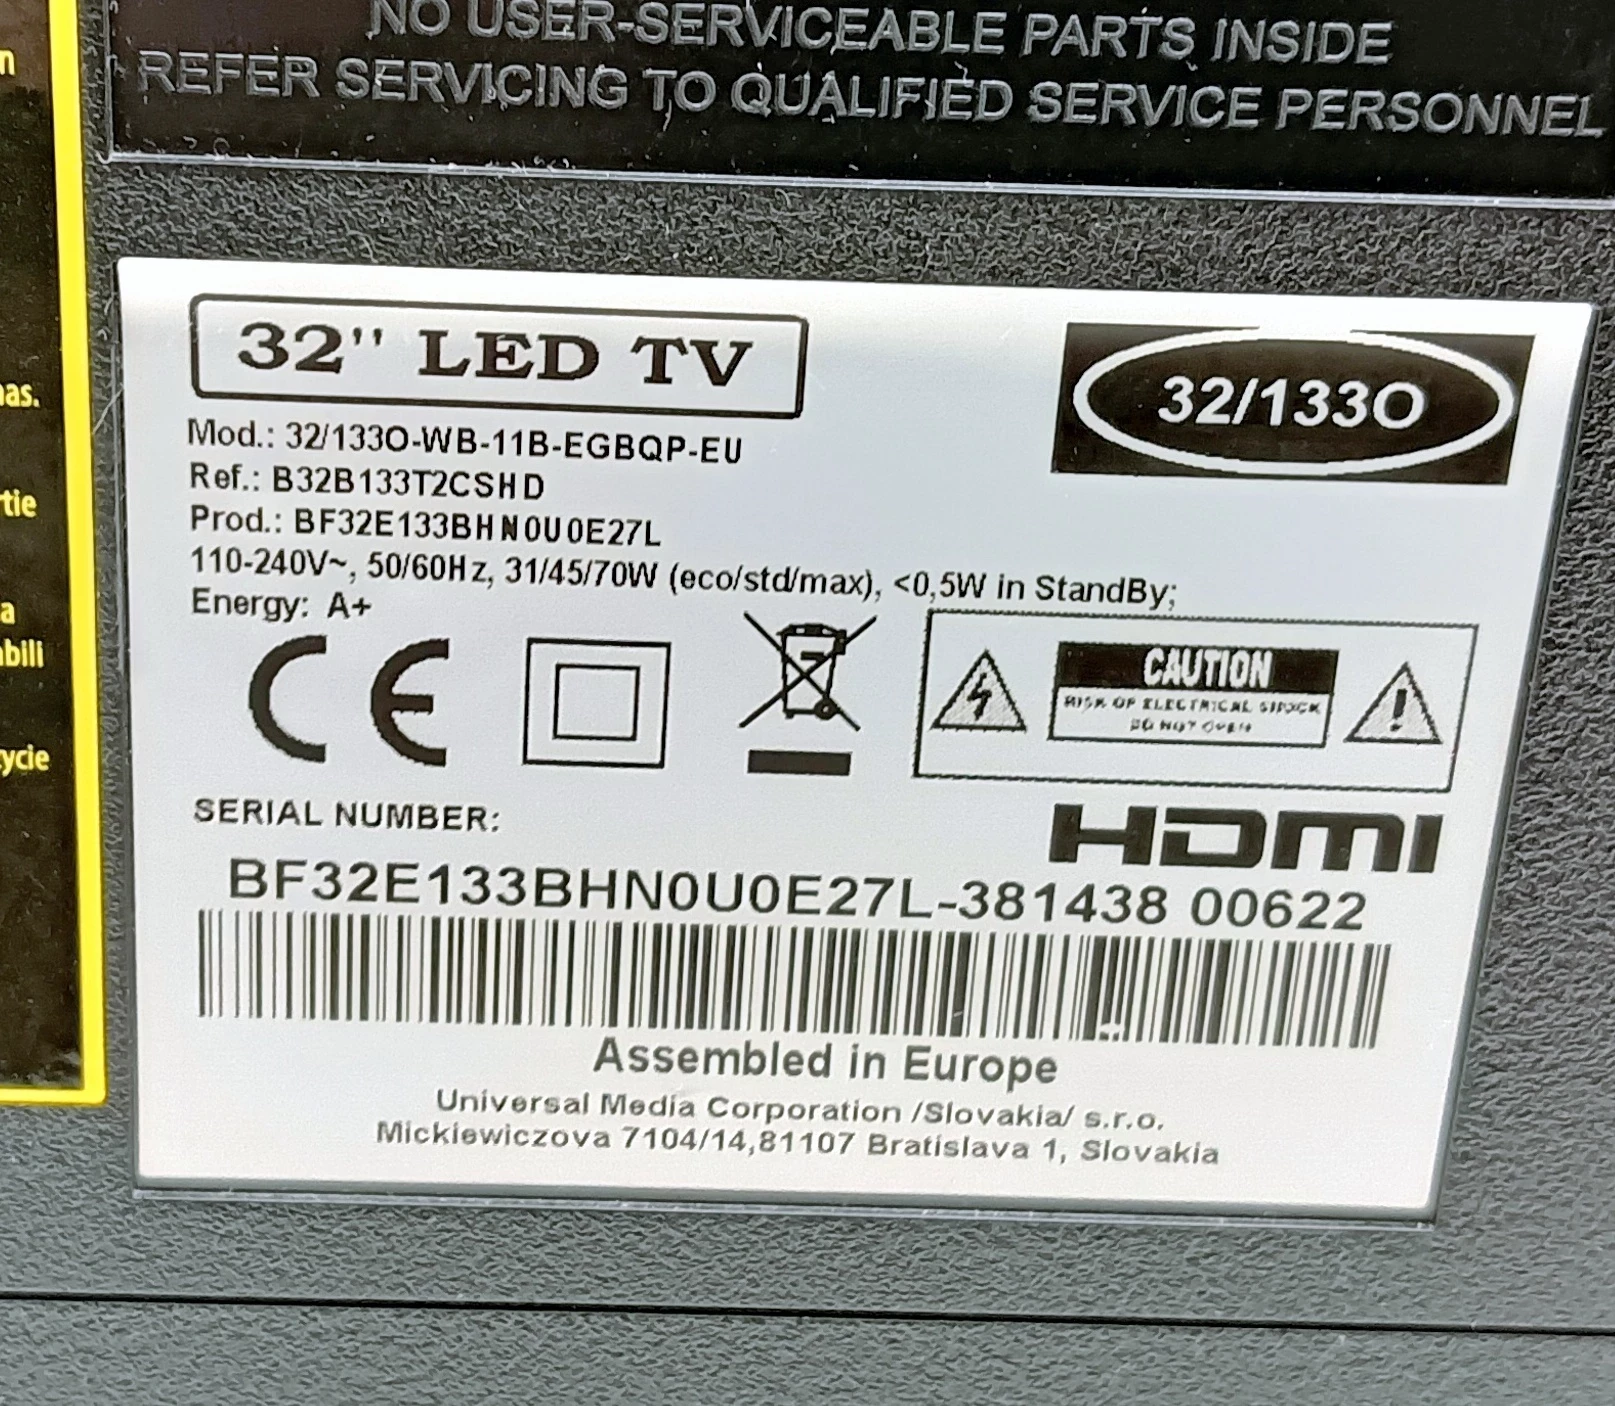 NO USER-SERVICEABLE PARTS INSIDE
REFER SERVICING TO QUALIFIED SERVICE PERSONNEL
32" LED TV
32/133O
Mod.: 32/133O-WB-11B-EGBQP-EU
Ref.: B32B133T2CSHD
Prod.: BF32E133BHN0U0E27L
110-240V~, 50/60Hz, 31/45/70W (eco/std/max), <0,5W in StandBy;
Energy: A+
CE
CAUTION
RISK OF ELECTRICAL SHOCK
DO NOT OPEN
SERIAL NUMBER:
HDMI
BF32E133BHN0U0E27L-381438 00622
Assembled in Europe
Universal Media Corporation /Slovakia/ s.r.o.
Mickiewiczova 7104/14,81107 Bratislava 1, Slovakia